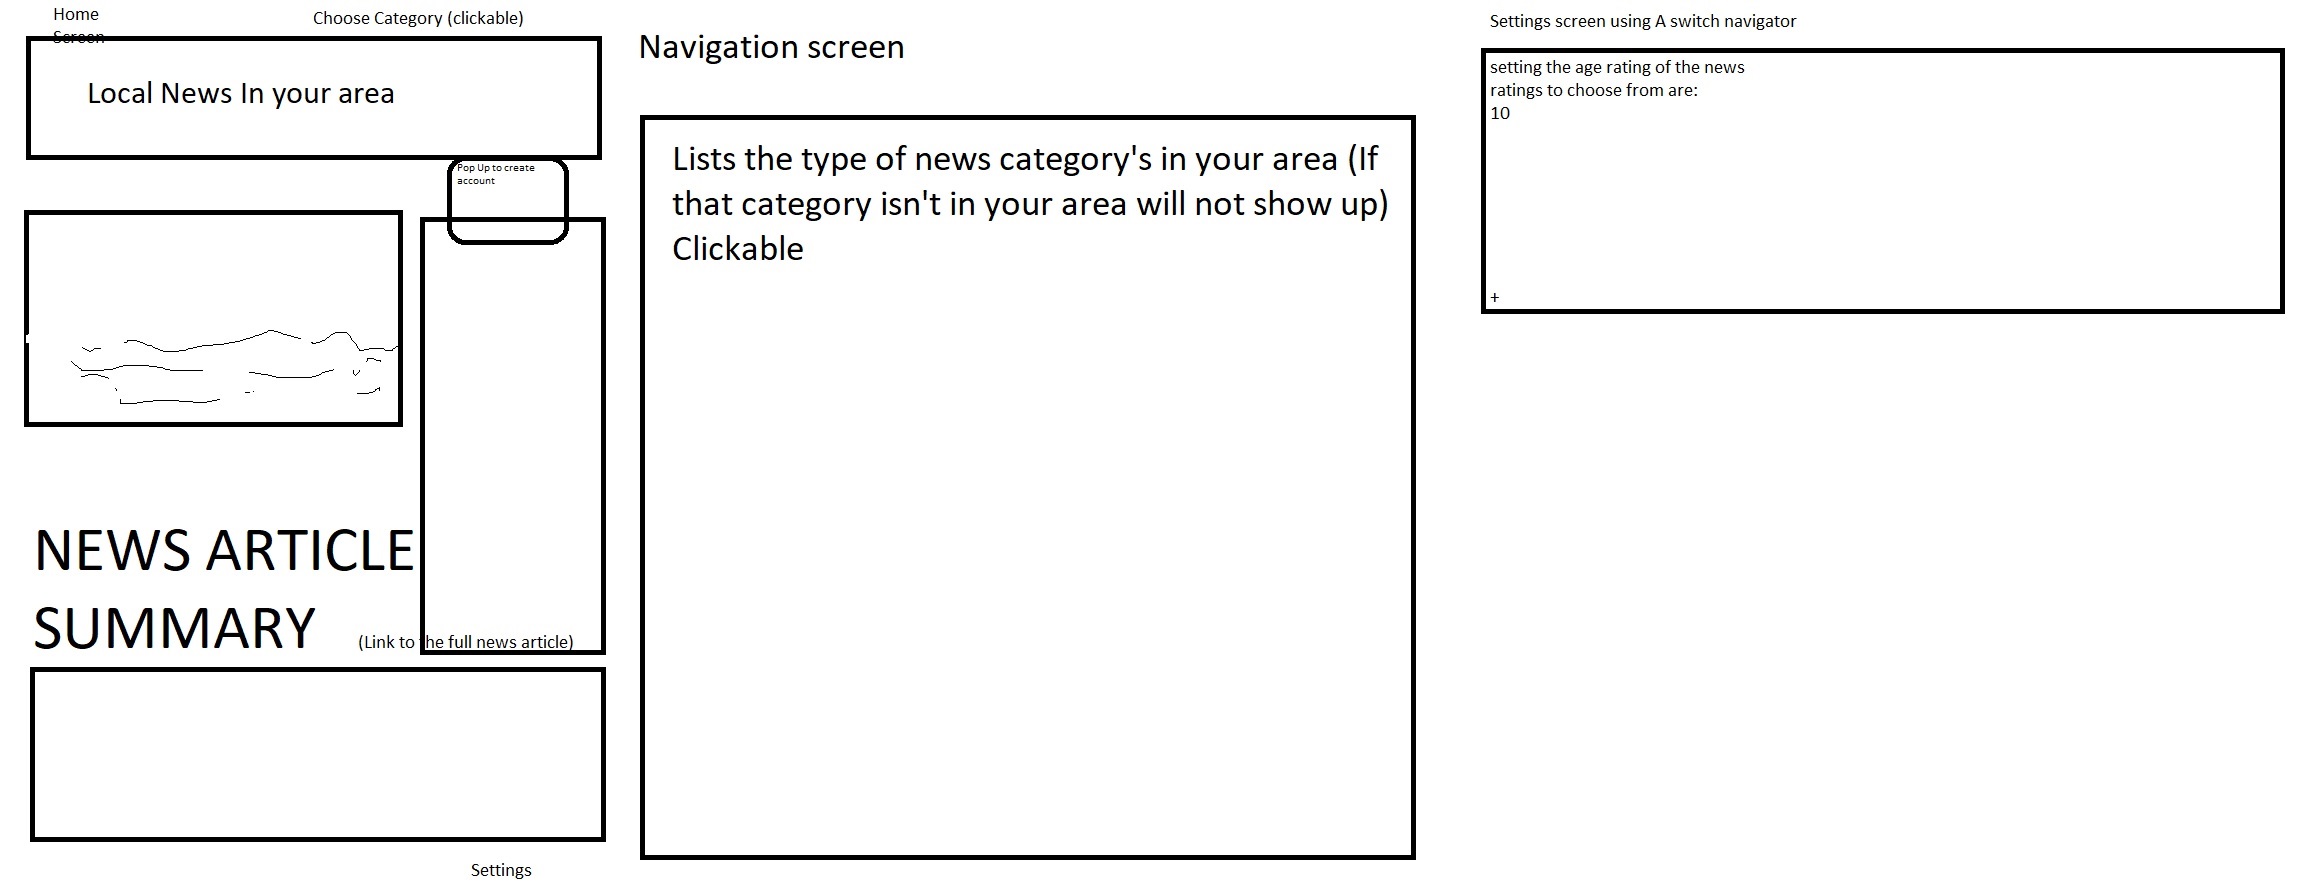 Home
Screen
Choose Category (clickable)
Local News In your area
Pop Up to create
account
NEWS ARTICLE
SUMMARY
(Link to the full news article)
Settings
Navigation screen
Lists the type of news category's in your area (If
that category isn't in your area will not show up)
Clickable
Settings screen using A switch navigator
setting the age rating of the news
ratings to choose from are:
10
+